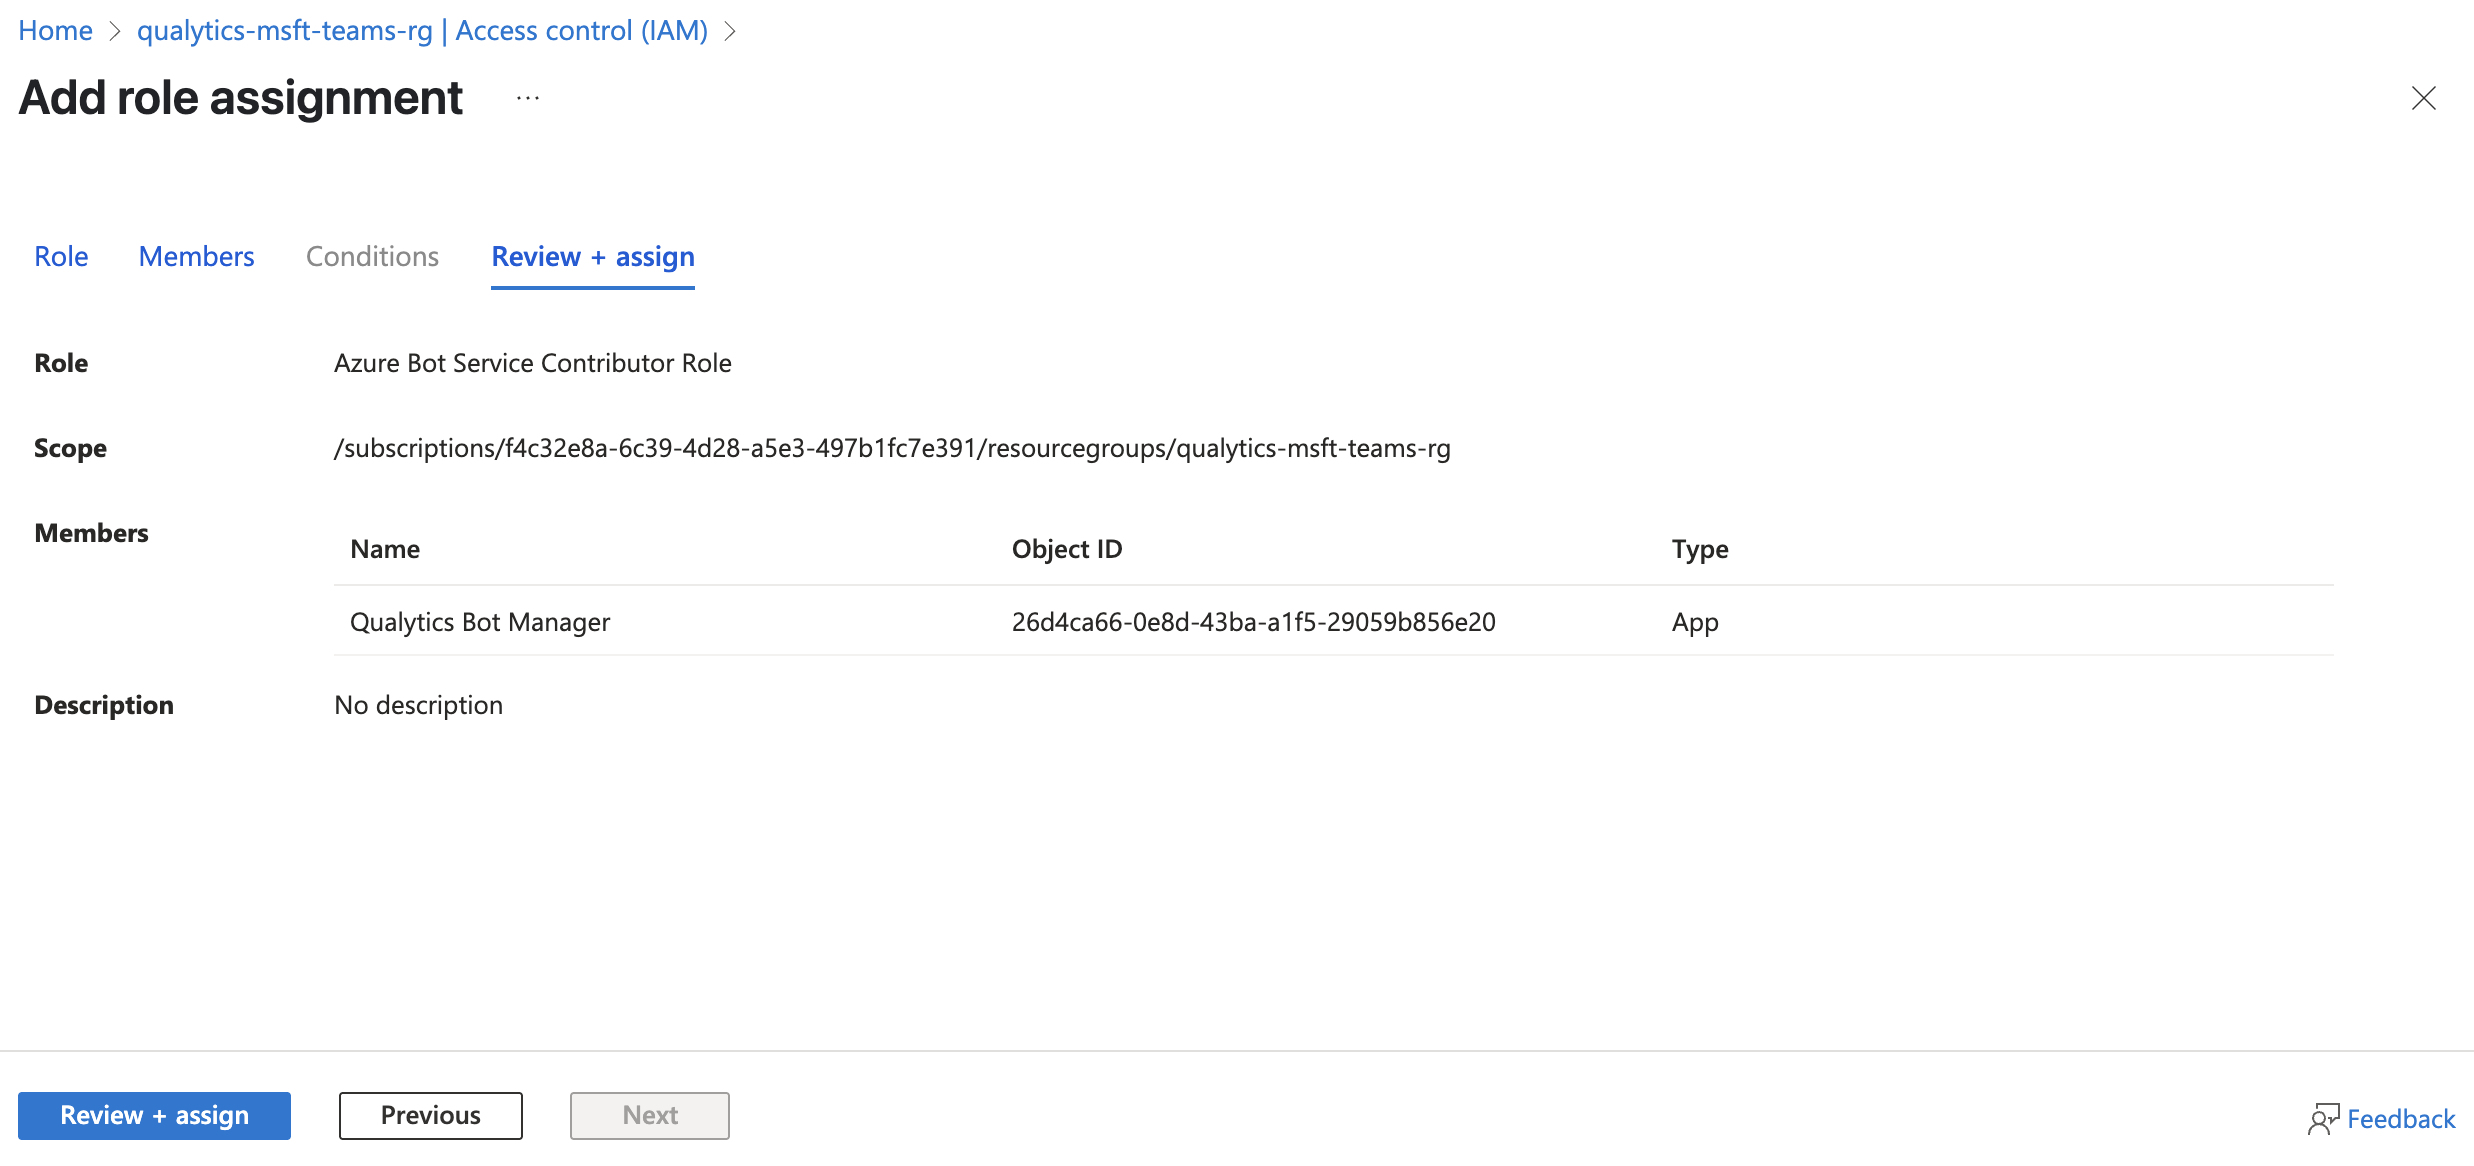 Home > qualytics-msft-teams-rg | Access control (IAM) >
Add role assignment ...
Role Members Conditions Review + assign
Role Azure Bot Service Contributor Role
Scope /subscriptions/f4c32e8a-6c39-4d28-a5e3-497b1fc7e391/resourcegroups/qualytics-msft-teams-rg
Members
Name Object ID Type
Qualytics Bot Manager 26d4ca66-0e8d-43ba-a1f5-29059b856e20 App
Description No description
Review + assign Previous Next Feedback